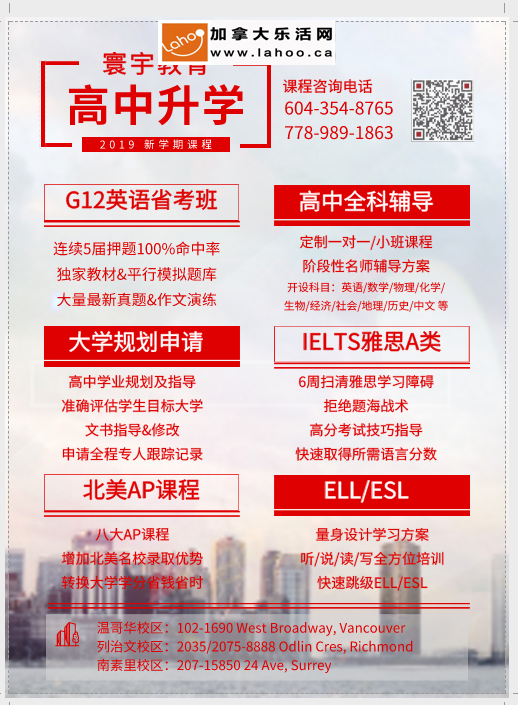 Lahoo
加拿大乐活网
www.lahoo.ca
寰宇教育
高中升学
2019 新学期课程
课程咨询电话
604-354-8765
778-989-1863
G12英语省考班
连续5届押题100%命中率
独家教材&平行模拟题库
大量最新真题&作文演练
高中全科辅导
定制一对一/小班课程
阶段性名师辅导方案
开设科目：英语/数学/物理/化学/
生物/经济/社会/地理/历史/中文 等
大学规划申请
高中学业规划及指导
准确评估学生目标大学
文书指导&修改
申请全程专人跟踪记录
IELTS雅思A类
6周扫清雅思学习障碍
拒绝题海战术
高分考试技巧指导
快速取得所需语言分数
北美AP课程
八大AP课程
增加北美名校录取优势
转换大学学分省钱省时
ELL/ESL
量身设计学习方案
听/说/读/写全方位培训
快速跳级ELL/ESL
温哥华校区：102-1690 West Broadway, Vancouver
列治文校区：2035/2075-8888 Odlin Cres, Richmond
南素里校区：207-15850 24 Ave, Surrey